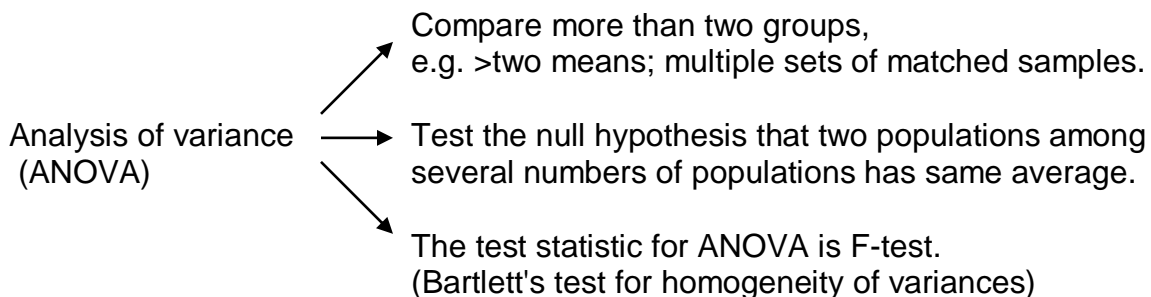 Compare more than two groups,
e.g. >two means; multiple sets of matched samples.
Analysis of variance
(ANOVA)
Test the null hypothesis that two populations among
several numbers of populations has same average.
The test statistic for ANOVA is F-test.
(Bartlett's test for homogeneity of variances)